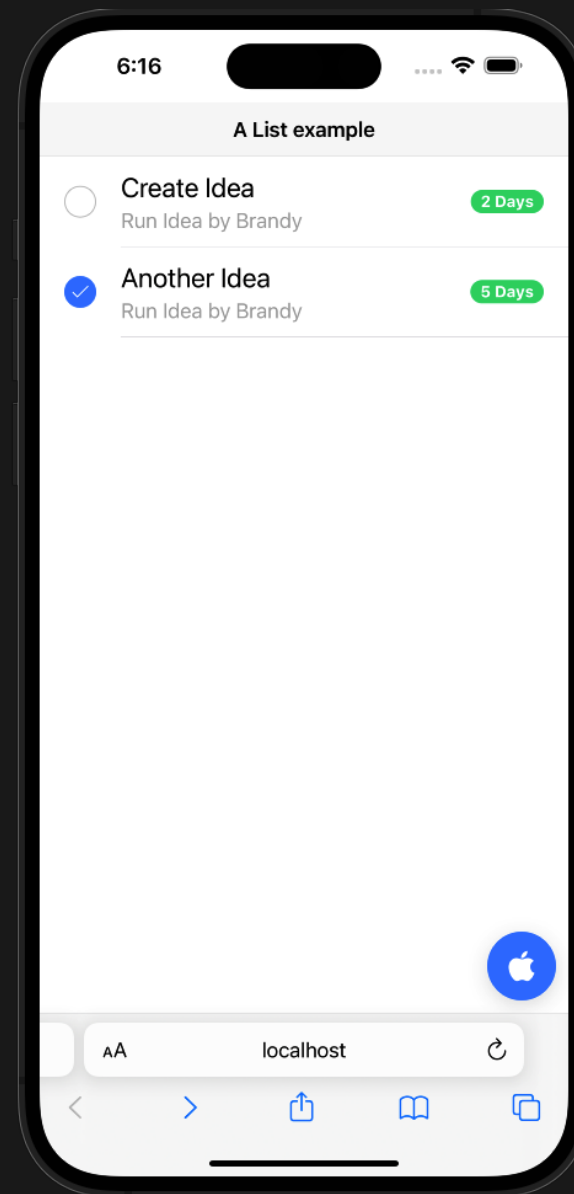 6:16
A List example
Create Idea
Run Idea by Brandy
2 Days
Another Idea
Run Idea by Brandy
5 Days
AA
localhost